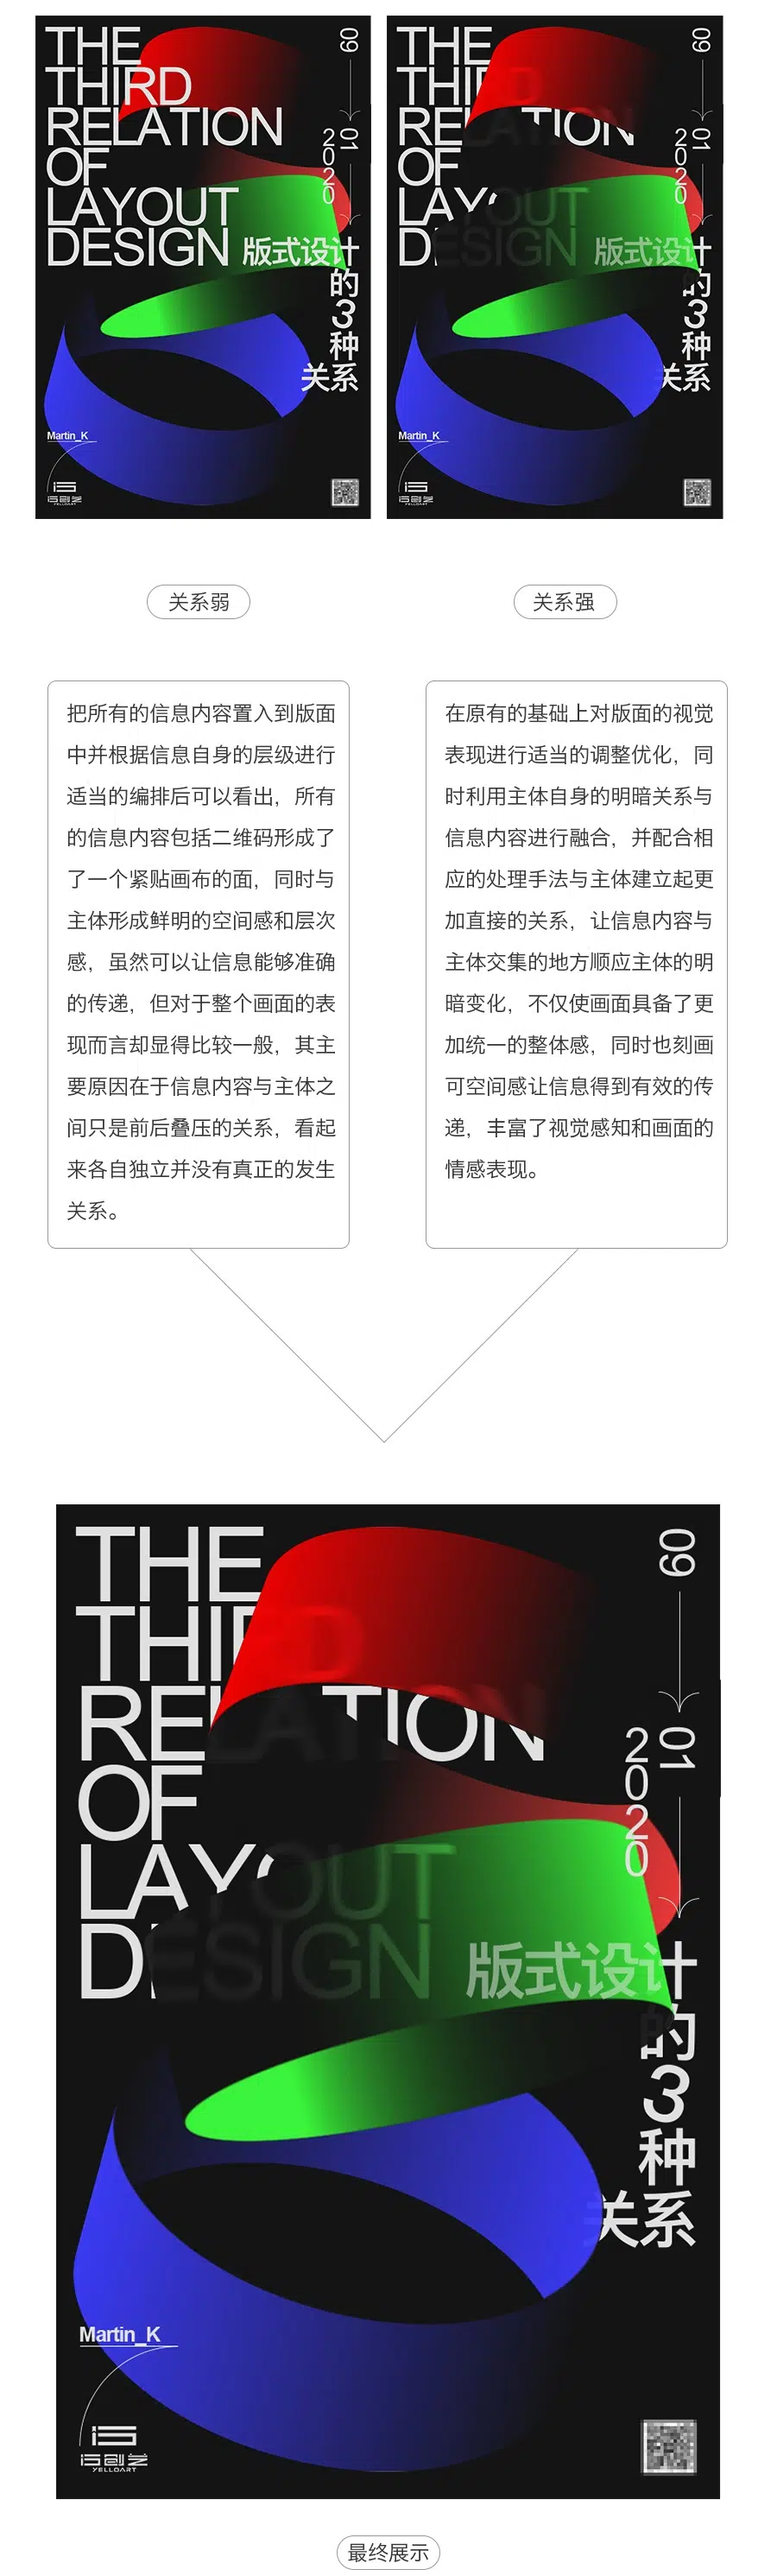 THE
THIRD
RELATION
OF
LAYOUT
DESIGN 版式设计
的
3
种
关系
09
01
2020
Martin_K
行创艺
YELLOART
THE
THIRD
RELATION
OF
LAYOUT
DESIGN 版式设计
的
3
种
关系
09
01
2020
Martin_K
行创艺
YELLOART
关系弱
关系强
把所有的信息内容置入到版面
中并根据信息自身的层级进行
适当的编排后可以看出，所有
的信息内容包括二维码形成了
了一个紧贴画布的面，同时与
主体形成鲜明的空间感和层次
感，虽然可以让信息能够准确
的传递，但对于整个画面的表
现而言却显得比较一般，其主
要原因在于信息内容与主体之
间只是前后叠压的关系，看起
来各自独立并没有真正的发生
关系。
在原有的基础上对版面的视觉
表现进行适当的调整优化，同
时利用主体自身的明暗关系与
信息内容进行融合，并配合相
应的处理手法与主体建立起更
加直接的关系，让信息内容与
主体交集的地方顺应主体的明
暗变化，不仅使画面具备了更
加统一的整体感，同时也刻画
可空间感让信息得到有效的传
递，丰富了视觉感知和画面的
情感表现。
THE
THIRD
RELATION
OF
LAYOUT
DESIGN 版式设计
的
3
种
关系
09
01
2020
Martin_K
行创艺
YELLOART
最终展示